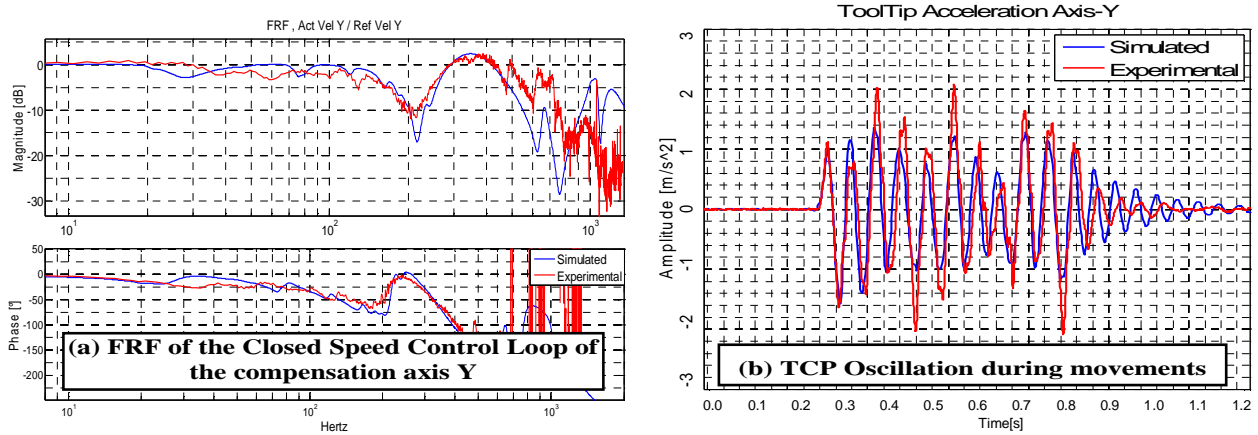 FRF , Act Vel Y / Ref Vel Y
Magnitude [dB]
0
-10
-20
-30
10^1
10^2
10^3
Phase [°]
50
0
-50
-100
-150
-200
Simulated
Experimental
(a) FRF of the Closed Speed Control Loop of
the compensation axis Y
10^1
10^2
10^3
Hertz
ToolTip Acceleration Axis-Y
Amplitude [m/s^2]
3
2
1
0
-1
-2
-3
Simulated
Experimental
(b) TCP Oscillation during movements
0.0 0.1 0.2 0.3 0.4 0.5 0.6 0.7 0.8 0.9 1.0 1.1 1.2
Time[s]